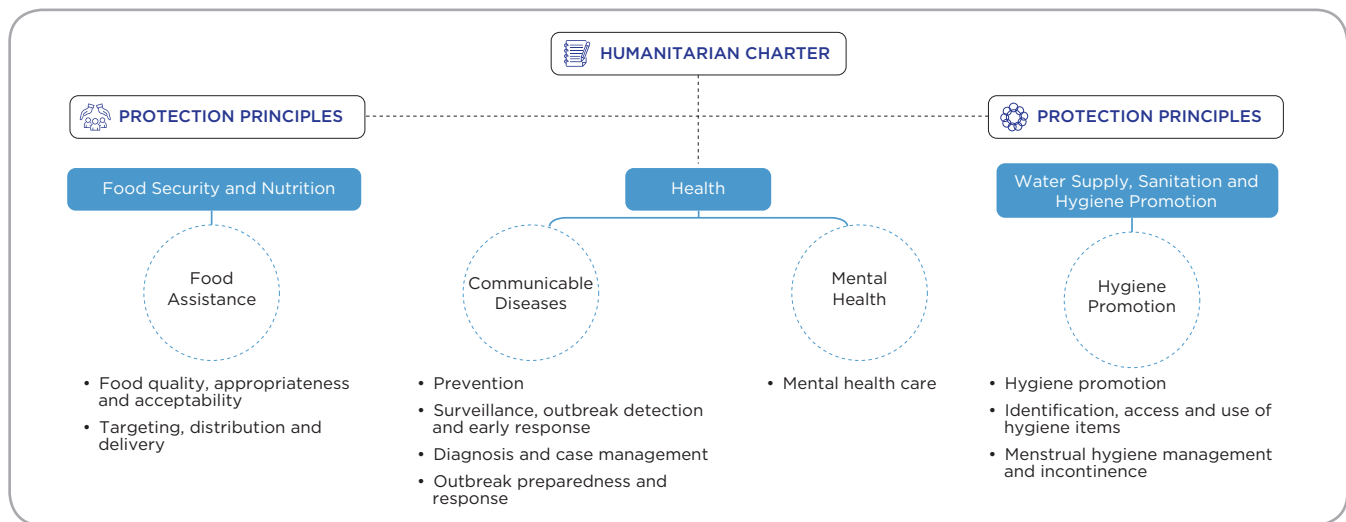 HUMANITARIAN CHARTER
PROTECTION PRINCIPLES
PROTECTION PRINCIPLES
Food Security and Nutrition
Health
Water Supply, Sanitation and
Hygiene Promotion
Food
Assistance
Communicable
Diseases
Mental
Health
Hygiene
Promotion
• Food quality, appropriateness
and acceptability
• Targeting, distribution and
delivery
• Prevention
• Surveillance, outbreak detection
and early response
• Diagnosis and case management
• Outbreak preparedness and
response
• Mental health care
• Hygiene promotion
• Identification, access and use of
hygiene items
• Menstrual hygiene management
and incontinence